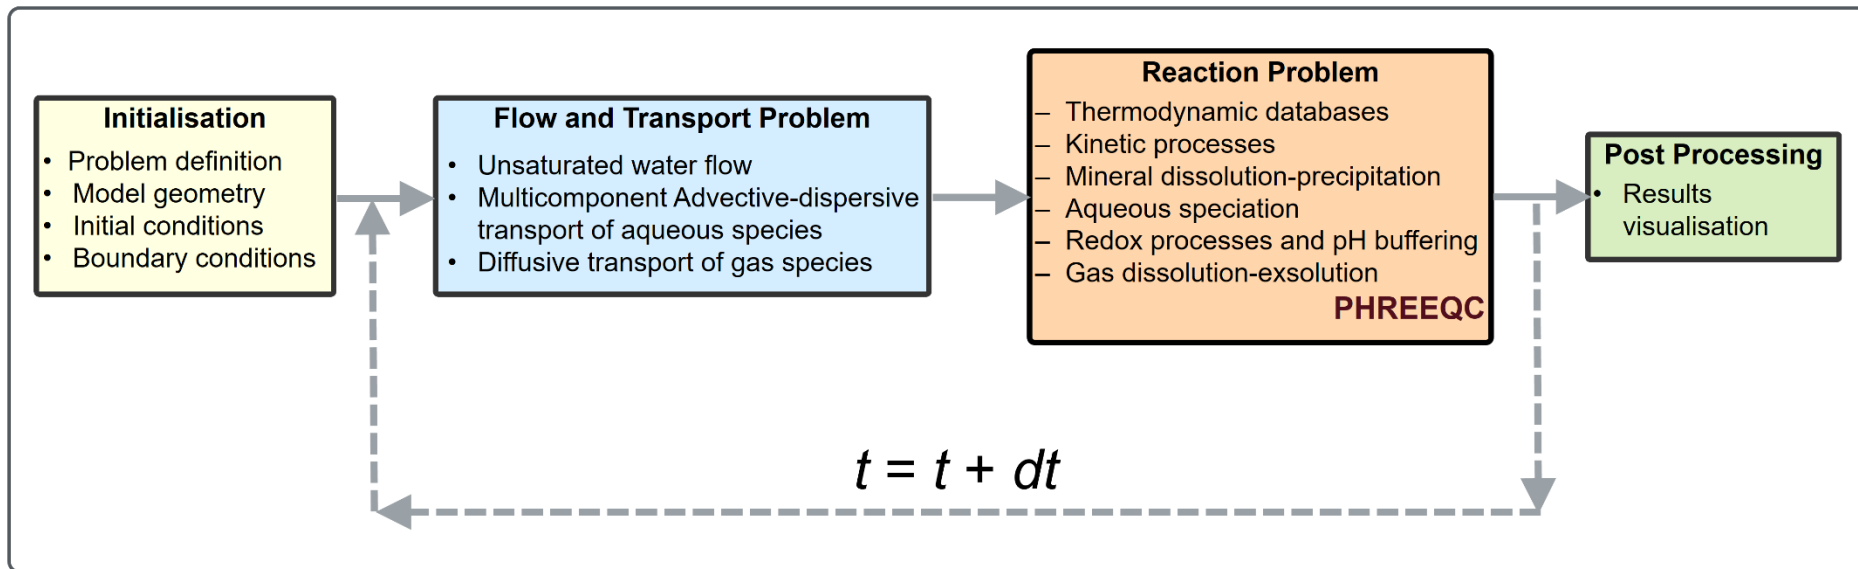 Initialisation
• Problem definition
• Model geometry
• Initial conditions
• Boundary conditions
Flow and Transport Problem
• Unsaturated water flow
• Multicomponent Advective-dispersive
transport of aqueous species
• Diffusive transport of gas species
Reaction Problem
– Thermodynamic databases
– Kinetic processes
– Mineral dissolution-precipitation
– Aqueous speciation
– Redox processes and pH buffering
– Gas dissolution-exsolution
PHREEQC
Post Processing
• Results
visualisation
t = t + dt